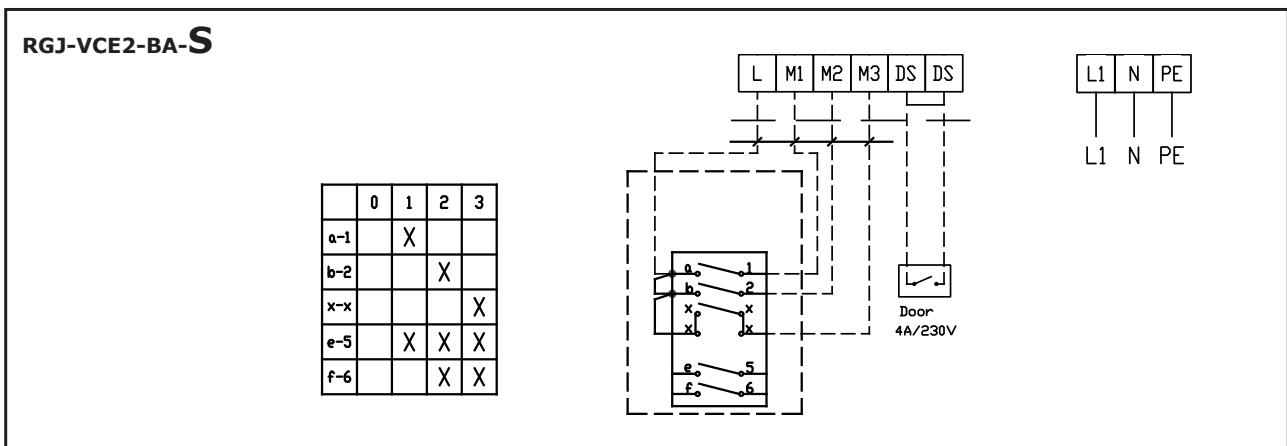 RGJ-VCE2-BA-S
L M1 M2 M3 DS DS
L1 N PE
L1 N PE
0 1 2 3
a-1 X
b-2 X
x-x X
e-5 X X X
f-6 X X
a 1
b 2
x x
x x
e 5
f 6
Door
4A/230V